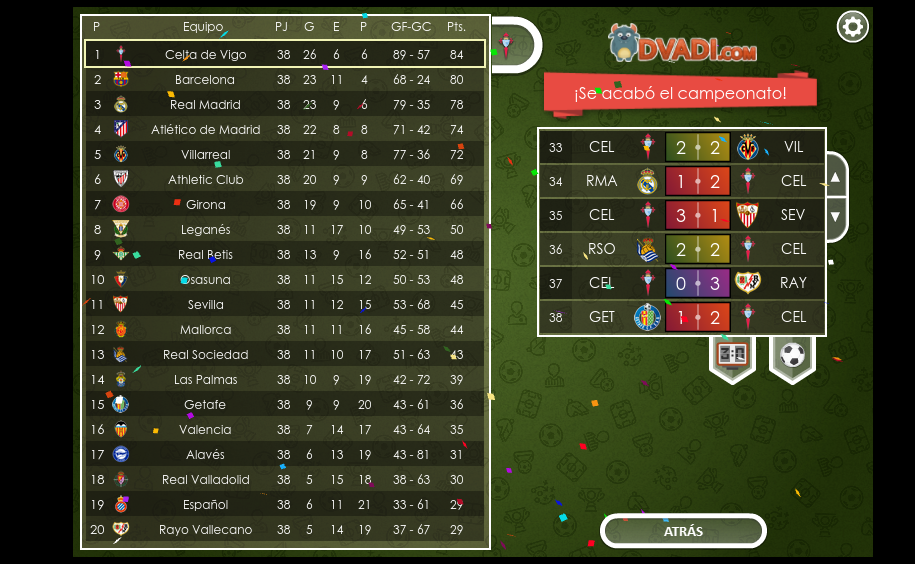 P Equipo PJ G E P GF-GC Pts.
1 Celta de Vigo 38 26 6 6 89 - 57 84
2 Barcelona 38 23 11 4 68 - 24 80
3 Real Madrid 38 23 9 6 79 - 35 78
4 Atlético de Madrid 38 22 8 8 71 - 42 74
5 Villarreal 38 21 9 8 77 - 36 72
6 Athletic Club 38 20 9 9 62 - 40 69
7 Girona 38 19 9 10 65 - 41 66
8 Leganés 38 11 17 10 49 - 53 50
9 Real Betis 38 13 9 16 52 - 51 48
10 Osasuna 38 11 15 12 50 - 53 48
11 Sevilla 38 11 12 15 53 - 68 45
12 Mallorca 38 11 11 16 45 - 58 44
13 Real Sociedad 38 11 10 17 51 - 63 43
14 Las Palmas 38 10 9 19 42 - 72 39
15 Getafe 38 9 9 20 43 - 61 36
16 Valencia 38 7 14 17 43 - 64 35
17 Alavés 38 6 13 19 43 - 81 31
18 Real Valladolid 38 5 15 18 38 - 63 30
19 Español 38 6 11 21 33 - 61 29
20 Rayo Vallecano 38 5 14 19 37 - 67 29
DVADI.COM
¡Se acabó el campeonato!
33 CEL 2 2 VIL
34 RMA 1 2 CEL
35 CEL 3 1 SEV
36 RSO 2 2 CEL
37 CEL 0 3 RAY
38 GET 1 2 CEL
3-0
ATRÁS